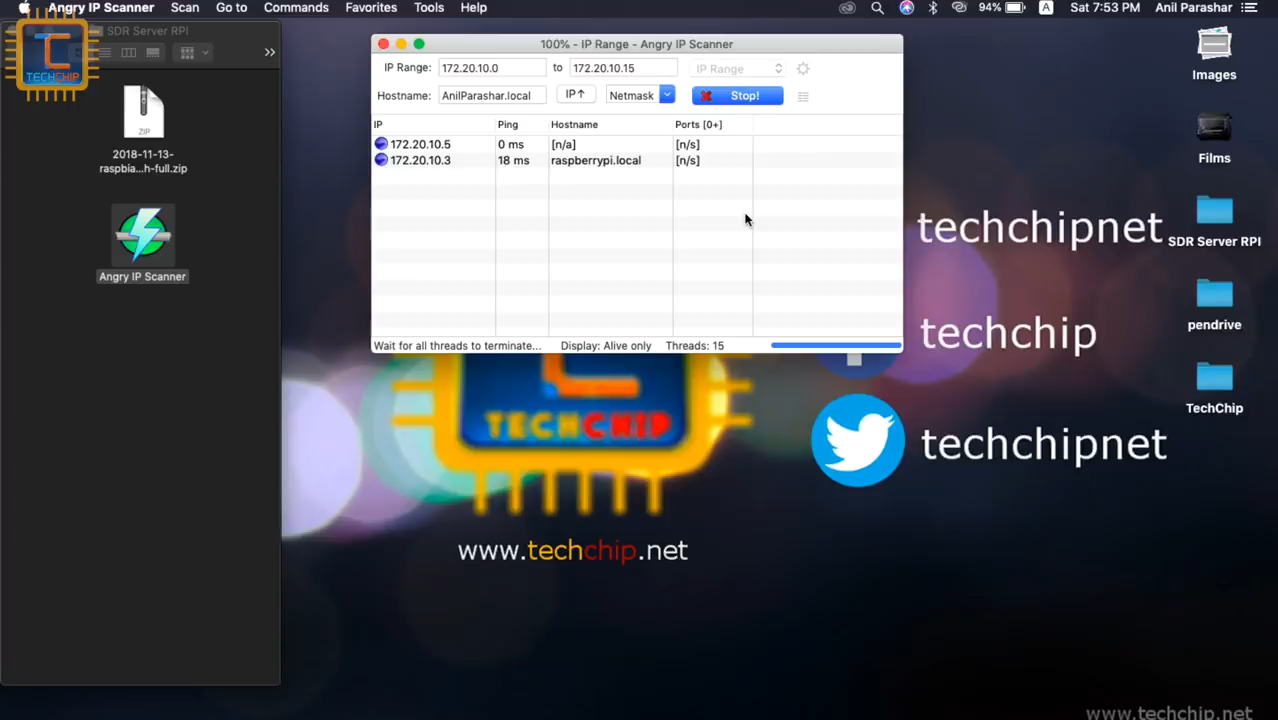 Angry IP Scanner Scan Go to Commands Favorites Tools Help 94% A Sat 7:53 PM Anil Parashar
SDR Server RPI
TECHCHIP
ZIP
2018-11-13-
raspbia...h-full.zip
Angry IP Scanner
100% - IP Range - Angry IP Scanner
IP Range: 172.20.10.0 to 172.20.10.15 IP Range
Hostname: AnilParashar.local IP↑ Netmask Stop!
IP Ping Hostname Ports [0+]
172.20.10.5 0 ms [n/a] [n/s]
172.20.10.3 18 ms raspberrypi.local [n/s]
Wait for all threads to terminate... Display: Alive only Threads: 15
Images
Films
SDR Server RPI
pendrive
TechChip
techchipnet
techchip
techchipnet
TECHCHIP
www.techchip.net
www.techchip.net